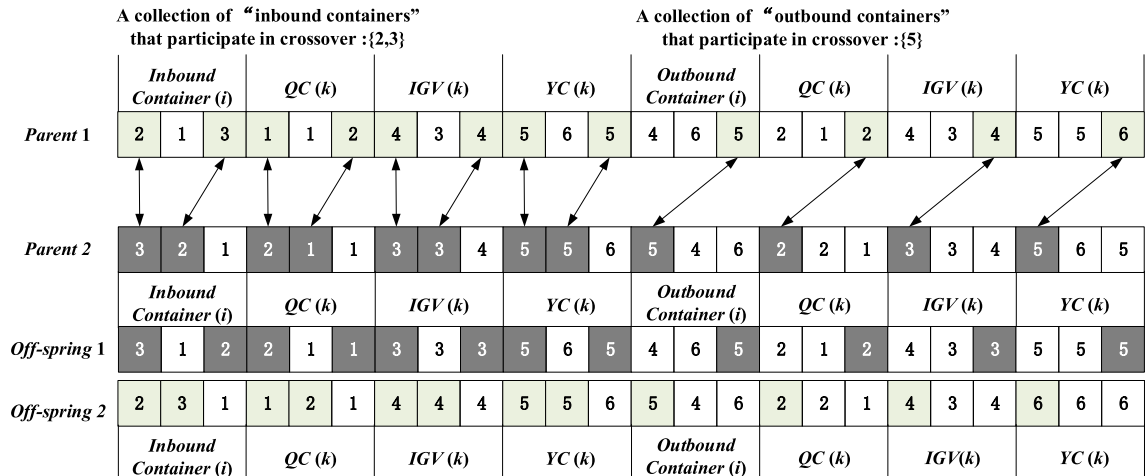 A collection of “inbound containers” that participate in crossover :{2,3}
A collection of “outbound containers” that participate in crossover :{5}
Inbound Container (i) QC (k) IGV (k) YC (k) Outbound Container (i) QC (k) IGV (k) YC (k)
Parent 1 2 1 3 1 1 2 4 3 4 5 6 5 4 6 5 2 1 2 4 3 4 5 5 6
Parent 2 3 2 1 2 1 1 3 3 4 5 5 6 5 4 6 2 2 1 3 3 4 5 6 5
Inbound Container (i) QC (k) IGV (k) YC (k) Outbound Container (i) QC (k) IGV (k) YC (k)
Off-spring 1 3 1 2 2 1 1 3 3 3 5 6 5 4 6 5 2 1 2 4 3 3 5 5 5
Off-spring 2 2 3 1 1 2 1 4 4 4 5 5 6 5 4 6 2 2 1 4 3 4 6 6 6
Inbound Container (i) QC (k) IGV (k) YC (k) Outbound Container (i) QC (k) IGV(k) YC (k)